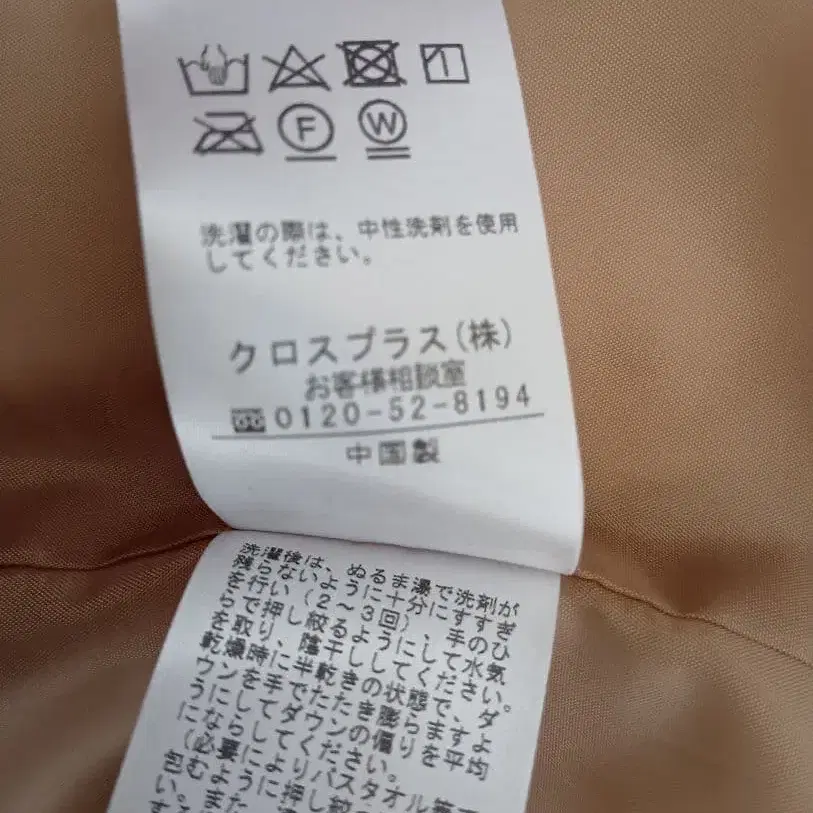 F W
洗濯の際は、中性洗剤を使用
してください。
クロスプラス(株)
お客様相談室
0120-52-8194
中国製
洗濯後は、ぬるま湯で洗剤が
残らないように十分にすすぎ
を行い(2～3回)、手のひ
らで押し絞るようにして水気
を取り、陰干ししてください。
乾燥時に半乾きの状態で、ダ
ウンを手でたたき膨らますよ
うにしてダウンの偏りを平均
にならしてください。
(必要によりバスタオル等で
包むように押し絞
い。また